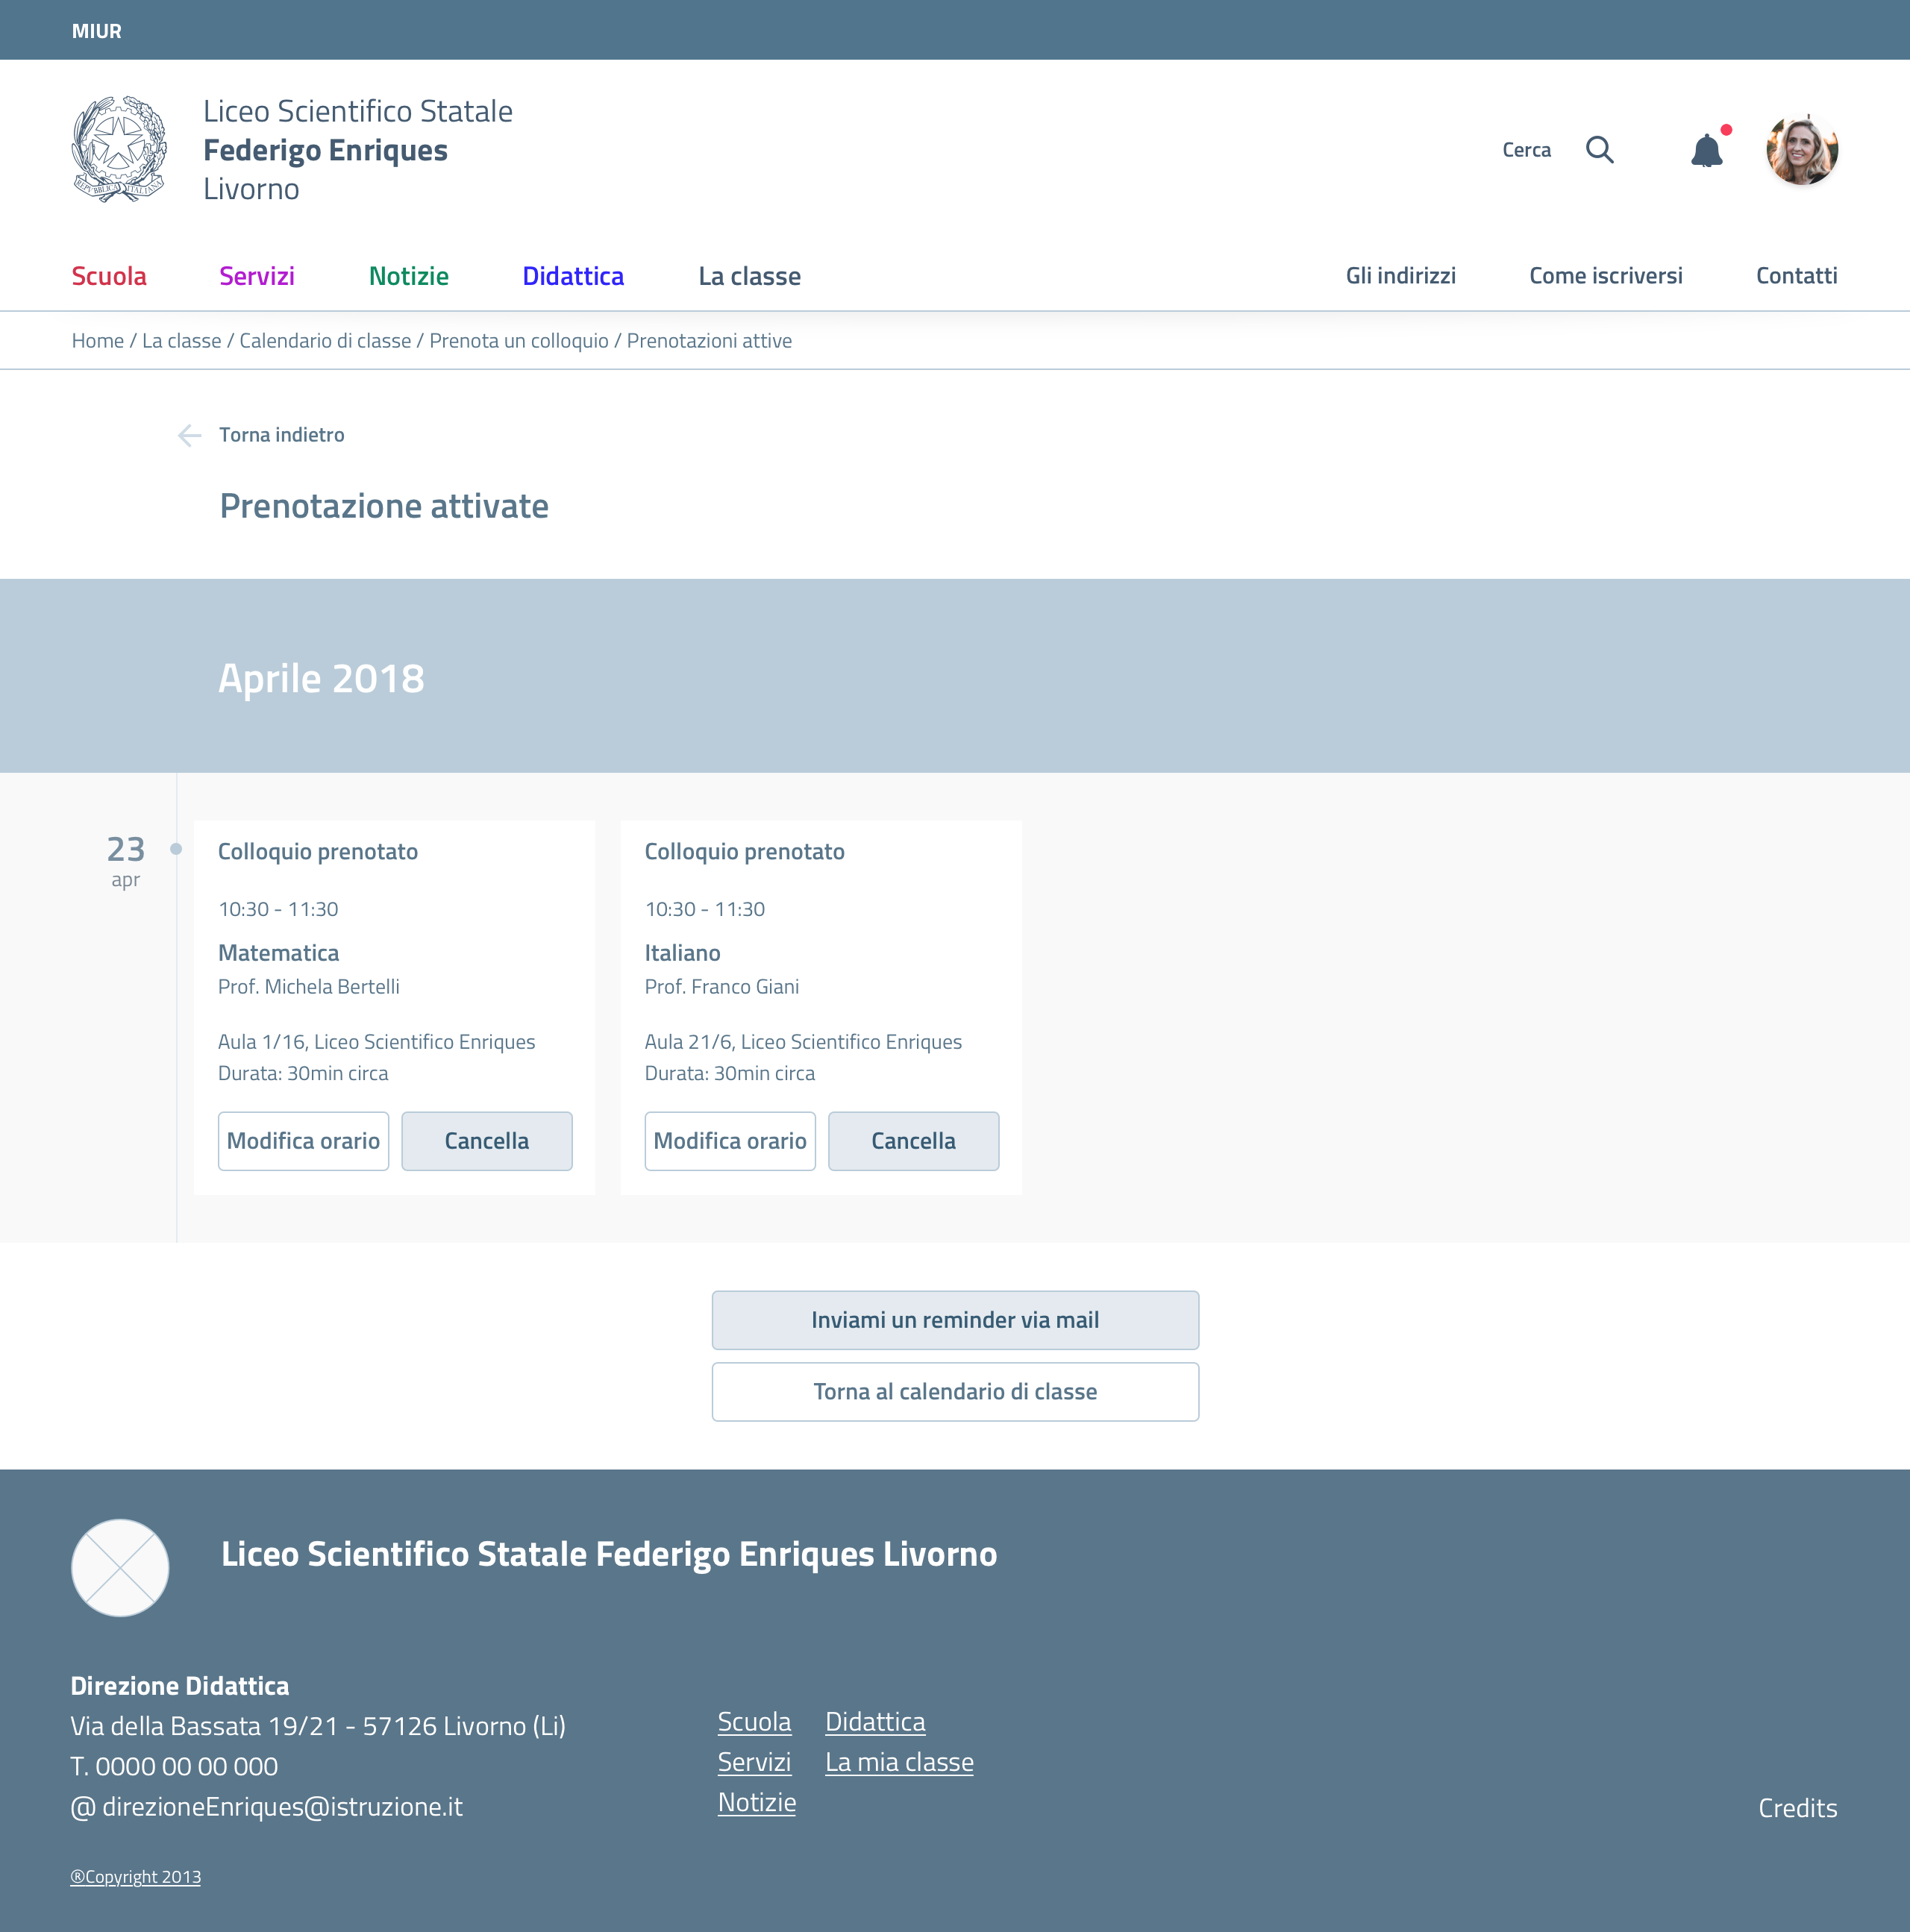 MIUR
Liceo Scientifico Statale
Federigo Enriques
Livorno
REPVBBLICA ITALIANA
Cerca
Scuola Servizi Notizie Didattica La classe Gli indirizzi Come iscriversi Contatti
Home / La classe / Calendario di classe / Prenota un colloquio / Prenotazioni attive
Torna indietro
Prenotazione attivate
Aprile 2018
23
apr
Colloquio prenotato
10:30 - 11:30
Matematica
Prof. Michela Bertelli
Aula 1/16, Liceo Scientifico Enriques
Durata: 30min circa
Modifica orario Cancella
Colloquio prenotato
10:30 - 11:30
Italiano
Prof. Franco Giani
Aula 21/6, Liceo Scientifico Enriques
Durata: 30min circa
Modifica orario Cancella
Inviami un reminder via mail
Torna al calendario di classe
Liceo Scientifico Statale Federigo Enriques Livorno
Direzione Didattica
Via della Bassata 19/21 - 57126 Livorno (Li)
T. 0000 00 00 000
@ direzioneEnriques@istruzione.it
Scuola Didattica
Servizi La mia classe
Notizie
Credits
®Copyright 2013